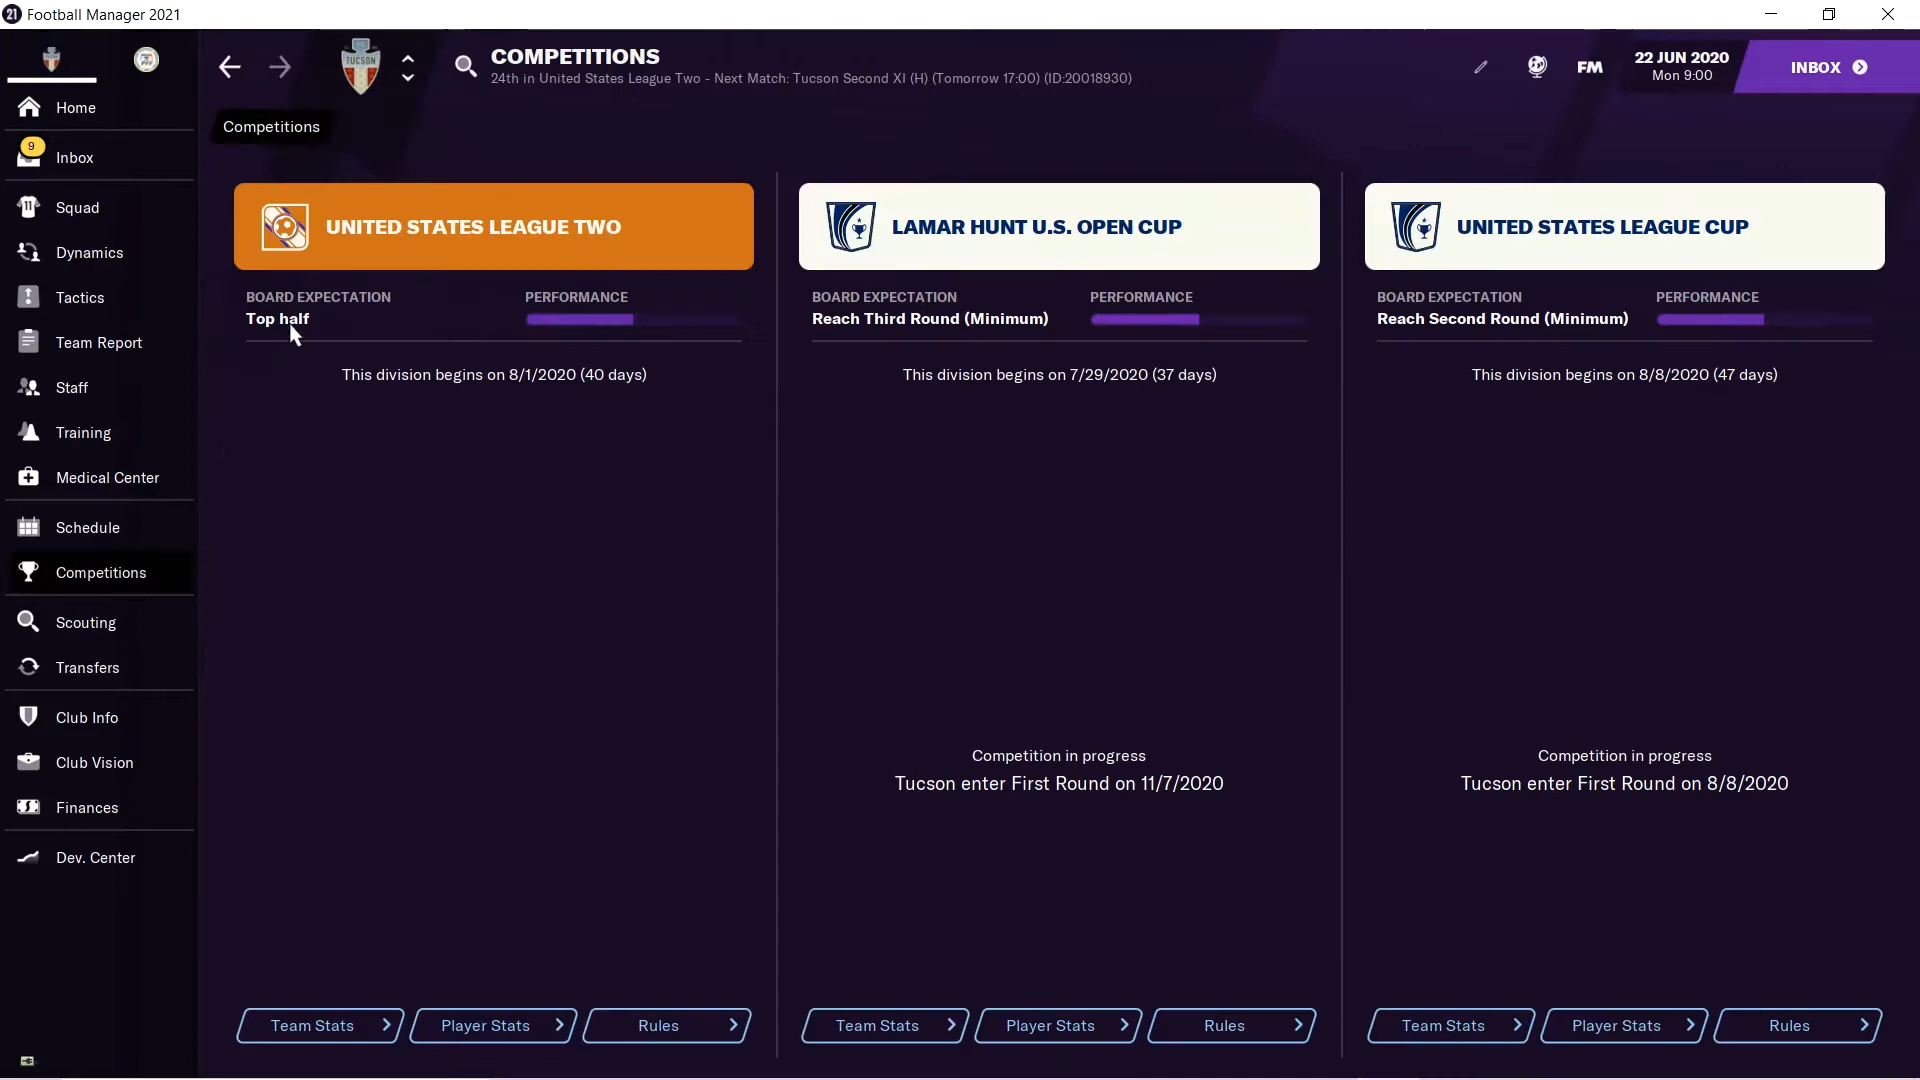 21 Football Manager 2021
COMPETITIONS
24th in United States League Two - Next Match: Tucson Second XI (H) (Tomorrow 17:00) (ID:20018930)
FM
22 JUN 2020
Mon 9:00
INBOX
TUCSON
Competitions
Home
9
Inbox
11
Squad
Dynamics
Tactics
Team Report
Staff
Training
Medical Center
Schedule
Competitions
Scouting
Transfers
Club Info
Club Vision
Finances
Dev. Center
UNITED STATES LEAGUE TWO
BOARD EXPECTATION
PERFORMANCE
Top half
This division begins on 8/1/2020 (40 days)
Team Stats
Player Stats
Rules
LAMAR HUNT U.S. OPEN CUP
BOARD EXPECTATION
PERFORMANCE
Reach Third Round (Minimum)
This division begins on 7/29/2020 (37 days)
Competition in progress
Tucson enter First Round on 11/7/2020
Team Stats
Player Stats
Rules
UNITED STATES LEAGUE CUP
BOARD EXPECTATION
PERFORMANCE
Reach Second Round (Minimum)
This division begins on 8/8/2020 (47 days)
Competition in progress
Tucson enter First Round on 8/8/2020
Team Stats
Player Stats
Rules